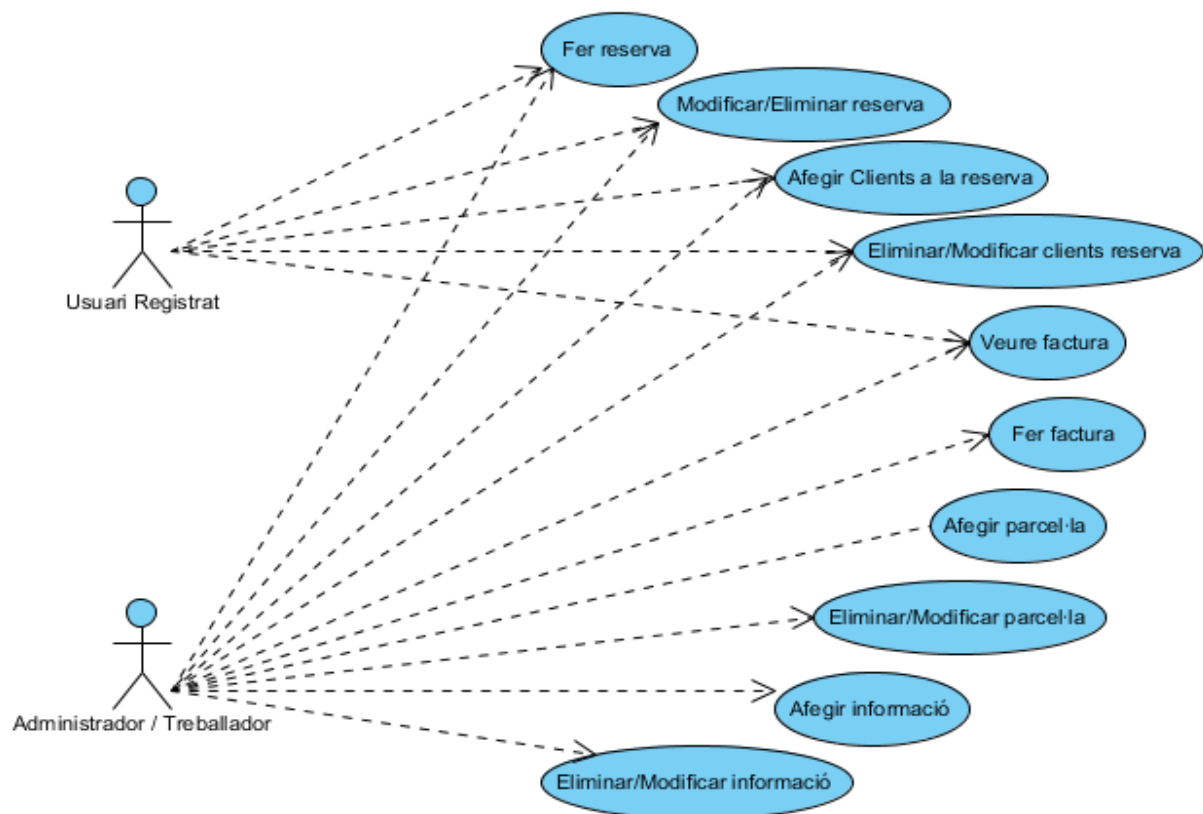 Fer reserva
Modificar/Eliminar reserva
Afegir Clients a la reserva
Eliminar/Modificar clients reserva
Usuari Registrat
Veure factura
Fer factura
Afegir parcel·la
Eliminar/Modificar parcel·la
Afegir informació
Administrador / Treballador
Eliminar/Modificar informació